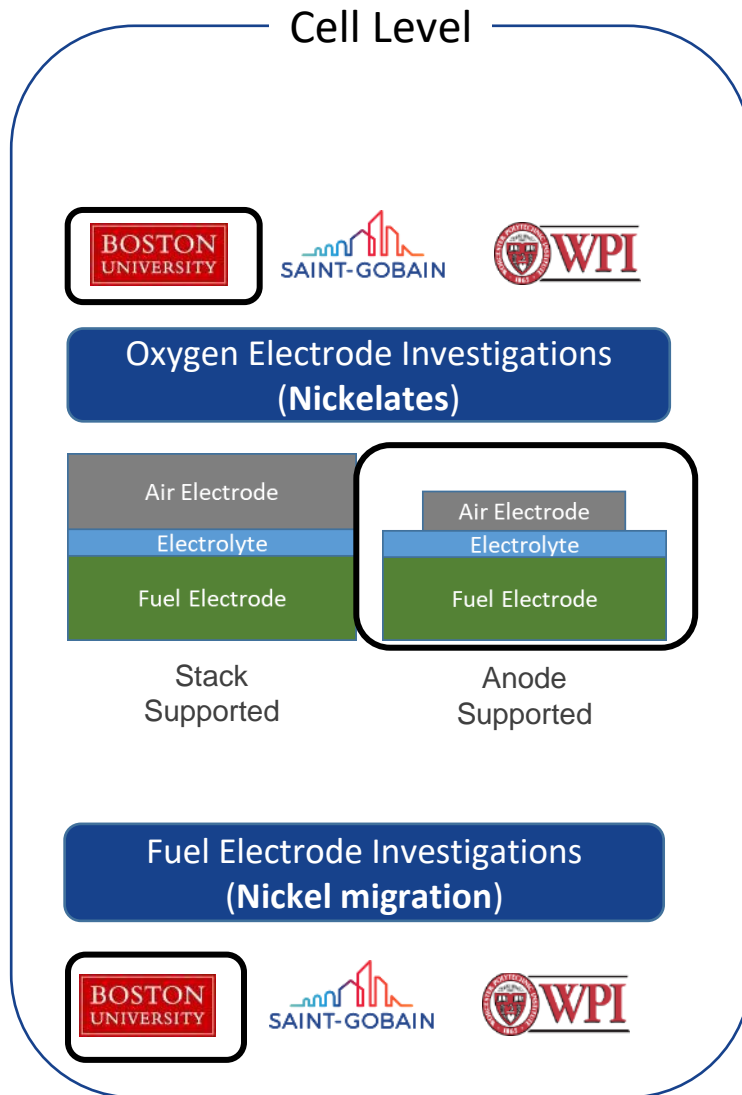 Cell Level
BOSTON
UNIVERSITY
SAINT-GOBAIN
WPI
Oxygen Electrode Investigations
(Nickelates)
Air Electrode
Electrolyte
Fuel Electrode
Air Electrode
Electrolyte
Fuel Electrode
Stack
Supported
Anode
Supported
Fuel Electrode Investigations
(Nickel migration)
BOSTON
UNIVERSITY
SAINT-GOBAIN
WPI